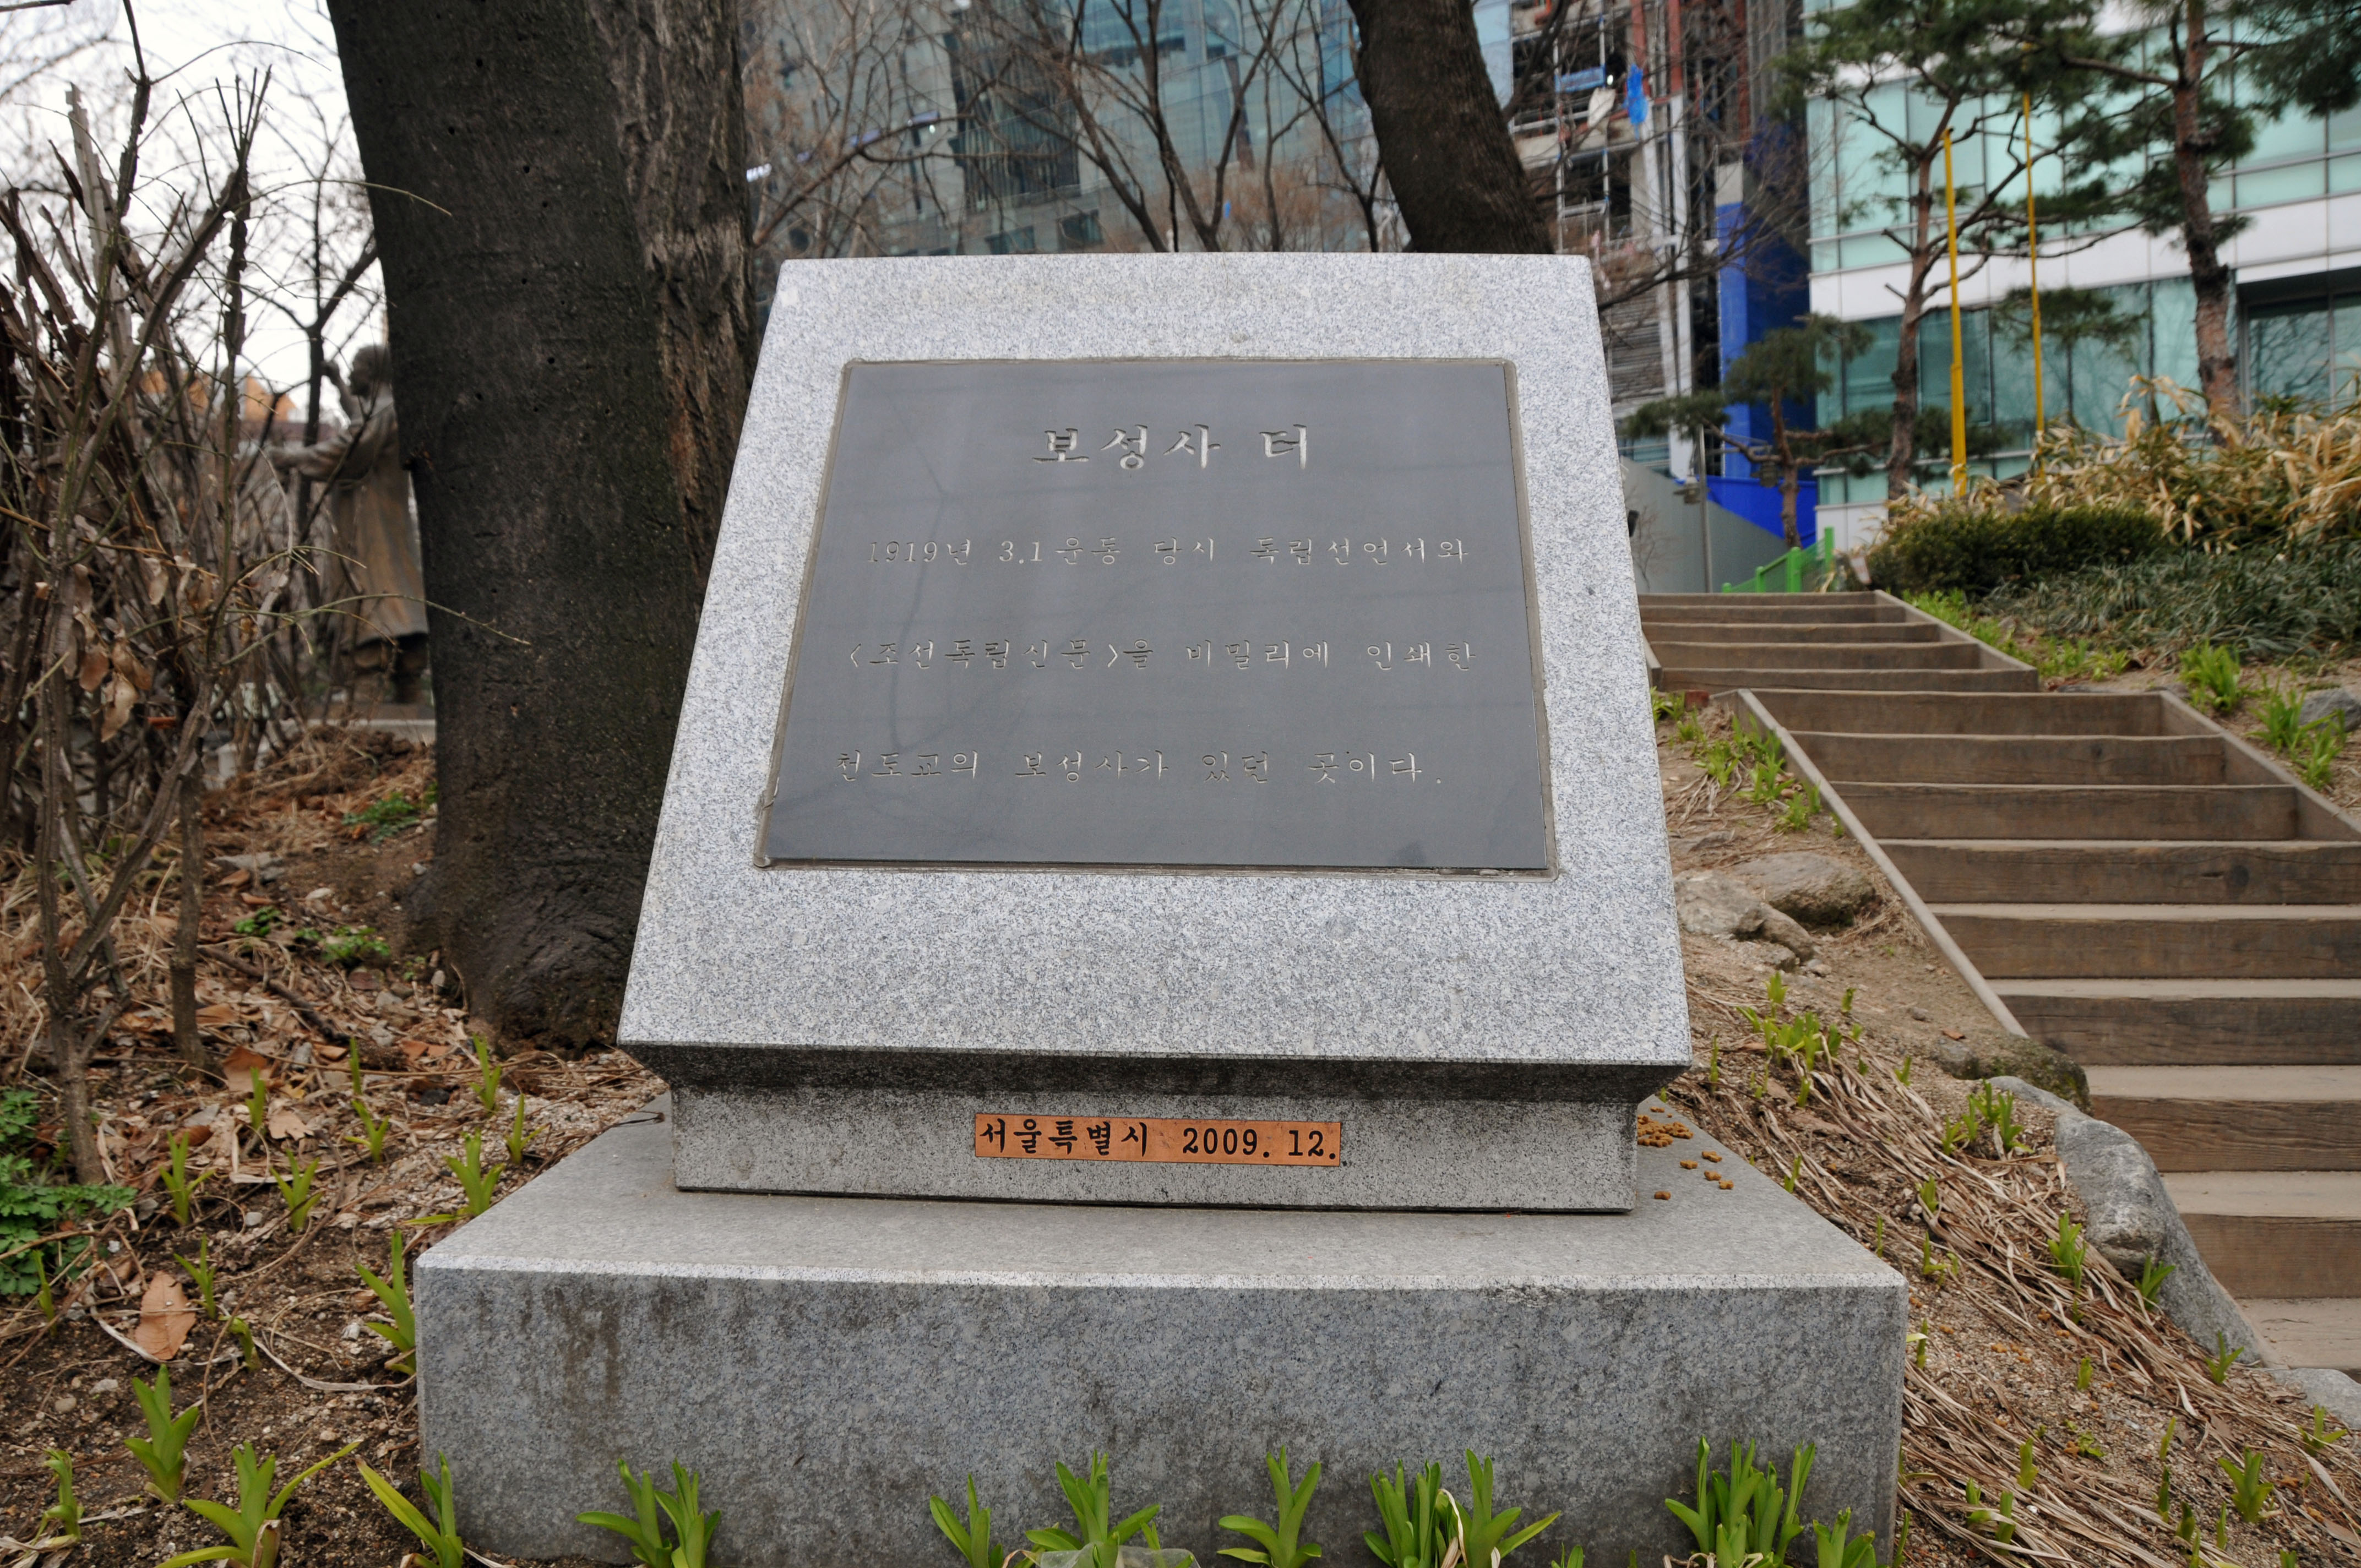 보성사 터
1919년 3.1운동 당시 독립선언서와
<조선독립신문>을 비밀리에 인쇄한
천도교의 보성사가 있던 곳이다.
서울특별시 2009. 12.